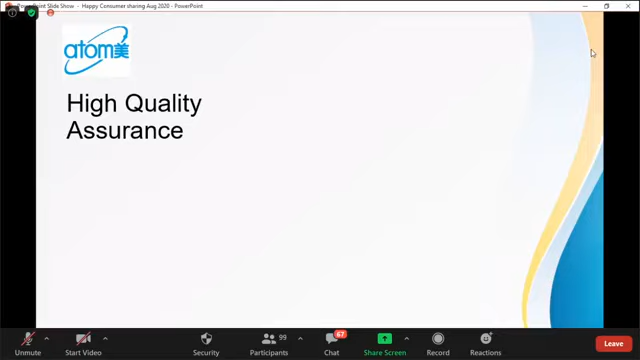 PowerPoint Slide Show - Happy Consumer sharing Aug 2020 - PowerPoint
atom美
High Quality
Assurance
67
99
Unmute
Start Video
Security
Participants
Chat
Share Screen
Record
Reactions
Leave